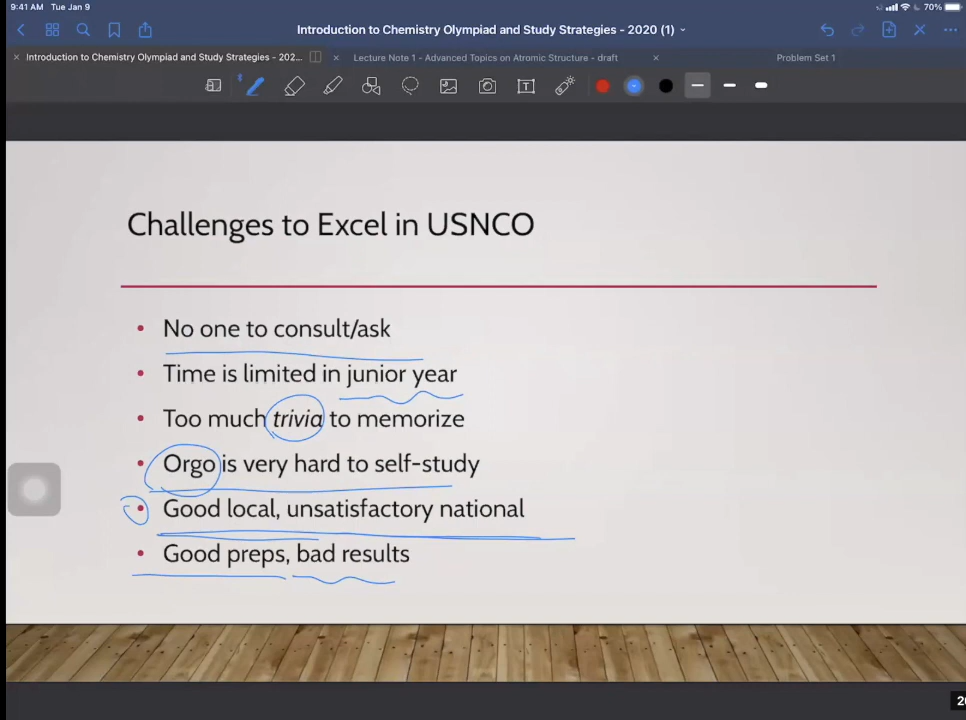 9:41 AM Tue Jan 9
70%
Introduction to Chemistry Olympiad and Study Strategies - 2020 (1)
Introduction to Chemistry Olympiad and Study Strategies - 202...
Lecture Note 1 - Advanced Topics on Atromic Structure - draft
Problem Set 1
Challenges to Excel in USNCO
• No one to consult/ask
• Time is limited in junior year
• Too much trivia to memorize
• Orgo is very hard to self-study
• Good local, unsatisfactory national
• Good preps, bad results